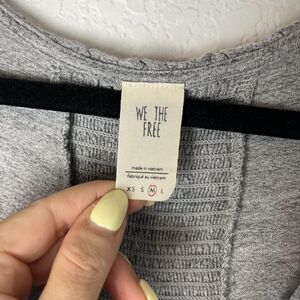 WE THE
FREE
made in vietnam
fabriqué au vietnam
XS S M L